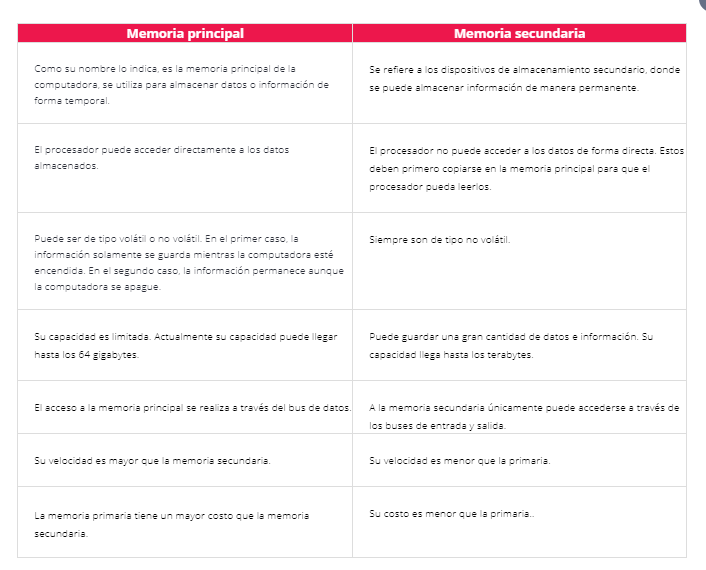 Memoria principal
Memoria secundaria
Como su nombre lo indica, es la memoria principal de la
computadora, se utiliza para almacenar datos o información de
forma temporal.
Se refiere a los dispositivos de almacenamiento secundario, donde
se puede almacenar información de manera permanente.
El procesador puede acceder directamente a los datos
almacenados.
El procesador no puede acceder a los datos de forma directa. Estos
deben primero copiarse en la memoria principal para que el
procesador pueda leerlos.
Puede ser de tipo volátil o no volátil. En el primer caso, la
información solamente se guarda mientras la computadora esté
encendida. En el segundo caso, la información permanece aunque
la computadora se apague.
Siempre son de tipo no volátil.
Su capacidad es limitada. Actualmente su capacidad puede llegar
hasta los 64 gigabytes.
Puede guardar una gran cantidad de datos e información. Su
capacidad llega hasta los terabytes.
El acceso a la memoria principal se realiza a través del bus de datos.
A la memoria secundaria únicamente puede accederse a través de
los buses de entrada y salida.
Su velocidad es mayor que la memoria secundaria.
Su velocidad es menor que la primaria.
La memoria primaria tiene un mayor costo que la memoria
secundaria.
Su costo es menor que la primaria..